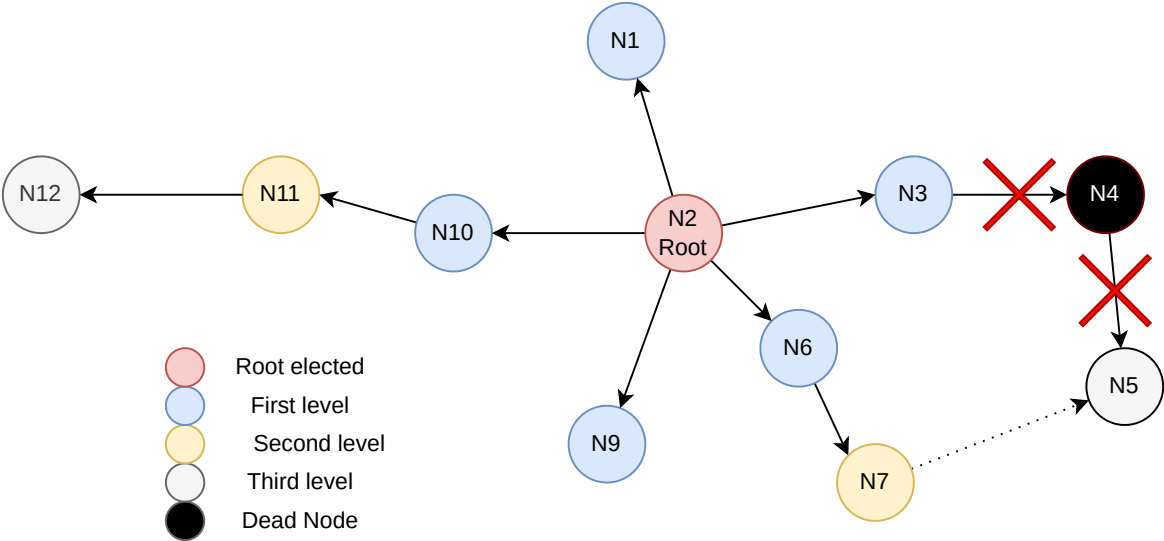 N1
N12
N11
N10
N2
Root
N3
N4
N6
N5
N9
N7
Root elected
First level
Second level
Third level
Dead Node